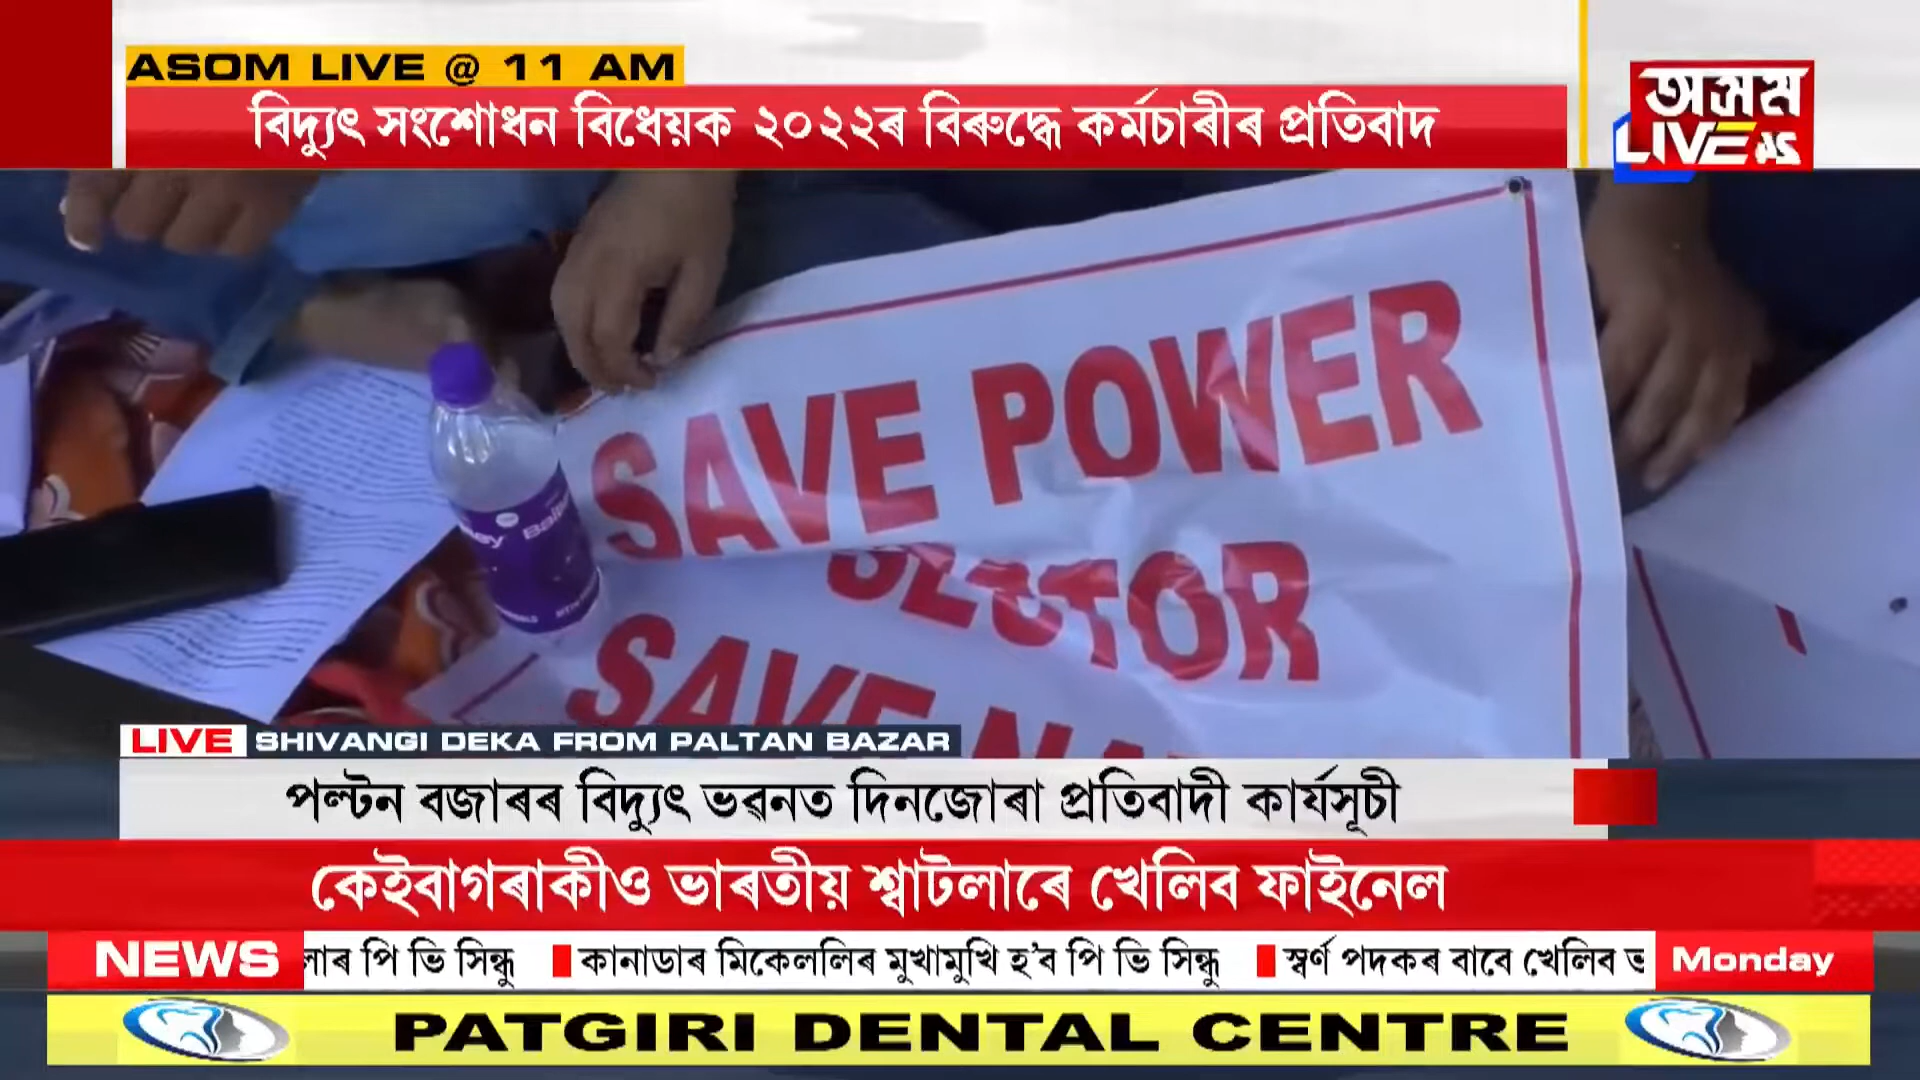 ASOM LIVE @ 11 AM
বিদ্যুৎ সংশোধন বিধেয়ক ২০২২ৰ বিৰুদ্ধে কৰ্মচাৰীৰ প্ৰতিবাদ
অসম
LIVE 24
SAVE POWER
SECTOR
SAVE
LIVE SHIVANGI DEKA FROM PALTAN BAZAR
পল্টন বজাৰৰ বিদ্যুৎ ভৱনত দিনজোৰা প্ৰতিবাদী কাৰ্যসূচী
কেইবাগৰাকীও ভাৰতীয় শ্বাটলাৰে খেলিব ফাইনেল
NEWS লাৰ পি ভি সিন্ধু কানাডাৰ মিকেললিৰ মুখামুখি হ'ব পি ভি সিন্ধু স্বৰ্ণ পদকৰ বাবে খেলিব Monday
PATGIRI DENTAL CENTRE